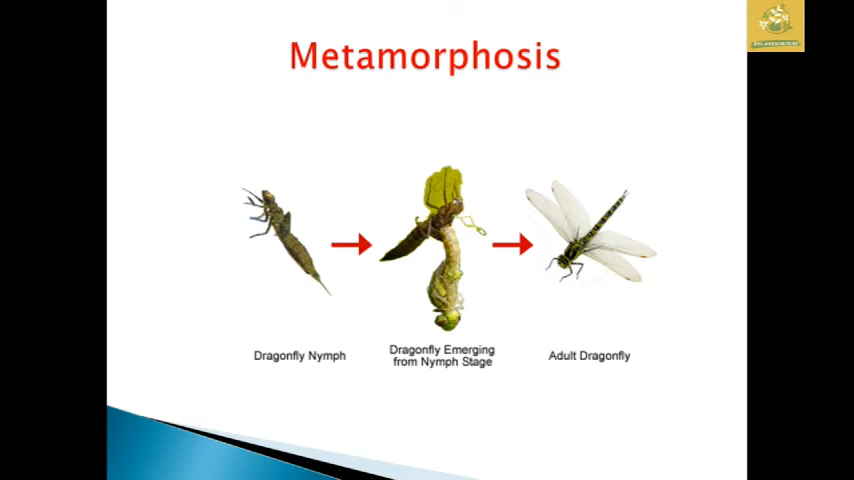 Metamorphosis
Dragonfly Nymph
Dragonfly Emerging
from Nymph Stage
Adult Dragonfly